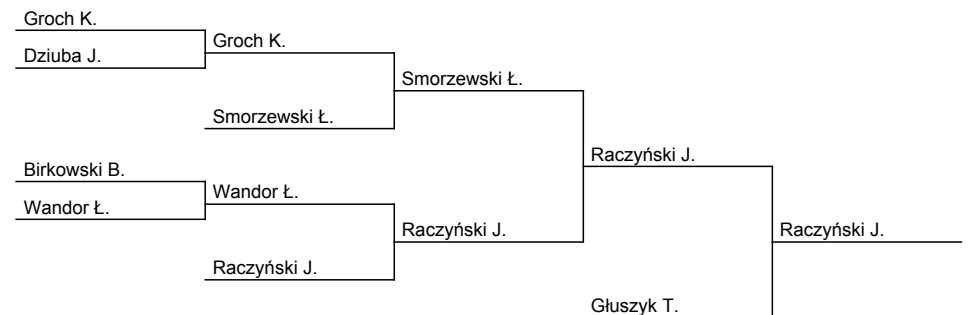 Groch K.
Groch K.
Dziuba J.
Smorzewski Ł.
Smorzewski Ł.
Raczyński J.
Birkowski B.
Wandor Ł.
Wandor Ł.
Raczyński J.
Raczyński J.
Raczyński J.
Głuszyk T.